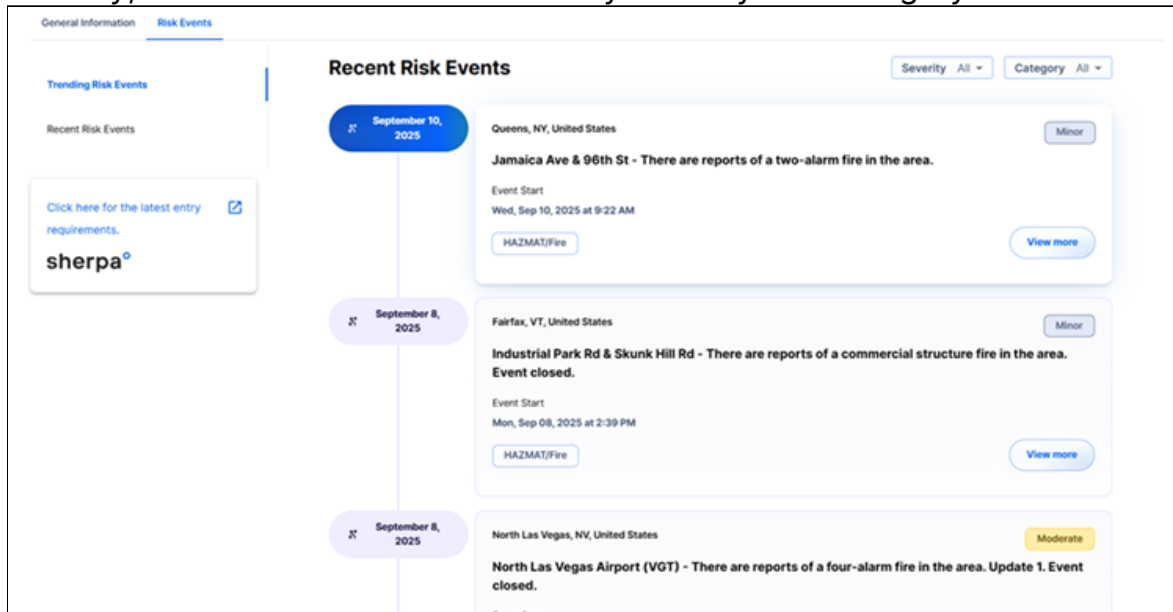 General Information Risk Events
Trending Risk Events
Recent Risk Events
Click here for the latest entry
requirements.
sherpa°
Recent Risk Events
Severity All
Category All
September 10,
2025
Queens, NY, United States
Minor
Jamaica Ave & 96th St - There are reports of a two-alarm fire in the area.
Event Start
Wed, Sep 10, 2025 at 9:22 AM
HAZMAT/Fire
View more
September 8,
2025
Fairfax, VT, United States
Minor
Industrial Park Rd & Skunk Hill Rd - There are reports of a commercial structure fire in the area.
Event closed.
Event Start
Mon, Sep 08, 2025 at 2:39 PM
HAZMAT/Fire
View more
September 8,
2025
North Las Vegas, NV, United States
Moderate
North Las Vegas Airport (VGT) - There are reports of a four-alarm fire in the area. Update 1. Event
closed.